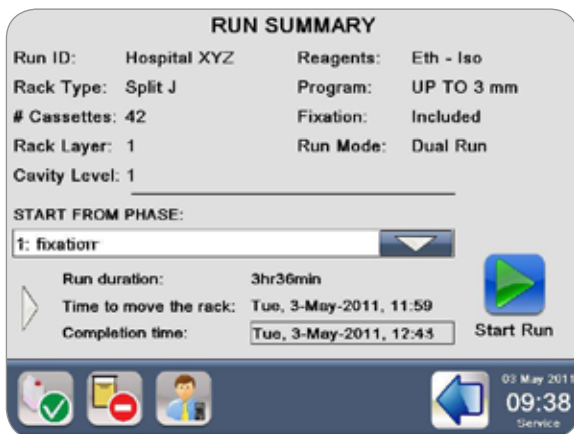 RUN SUMMARY
Run ID: Hospital XYZ Reagents: Eth - Iso
Rack Type: Split J Program: UP TO 3 mm
# Cassettes: 42 Fixation: Included
Rack Layer: 1 Run Mode: Dual Run
Cavity Level: 1
START FROM PHASE:
1: fixation
Run duration: 3hr36min
Time to move the rack: Tue, 3-May-2011, 11:59
Completion time: Tue, 3-May-2011, 12:43
Start Run
03 May 2011
09:38
Service